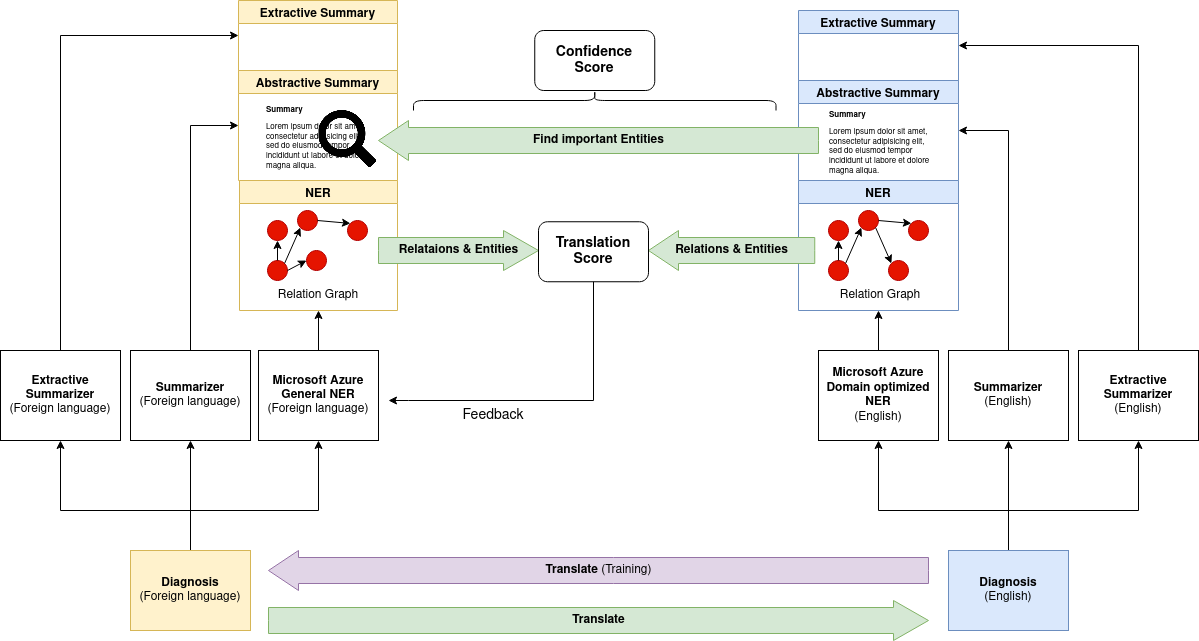 Extractive Summary
Abstractive Summary
Summary
Lorem ipsum dolor sit amet,
consectetur adipisicing elit,
sed do eiusmod tempor
incididunt ut labore et dolore
magna aliqua.
NER
Relation Graph
Confidence
Score
Find important Entities
Relataions & Entities
Translation
Score
Relations & Entities
Extractive Summary
Abstractive Summary
Summary
Lorem ipsum dolor sit amet,
consectetur adipisicing elit,
sed do eiusmod tempor
incididunt ut labore et dolore
magna aliqua.
NER
Relation Graph
Extractive
Summarizer
(Foreign language)
Summarizer
(Foreign language)
Microsoft Azure
General NER
(Foreign language)
Feedback
Microsoft Azure
Domain optimized
NER
(English)
Summarizer
(English)
Extractive
Summarizer
(English)
Diagnosis
(Foreign language)
Translate (Training)
Translate
Diagnosis
(English)